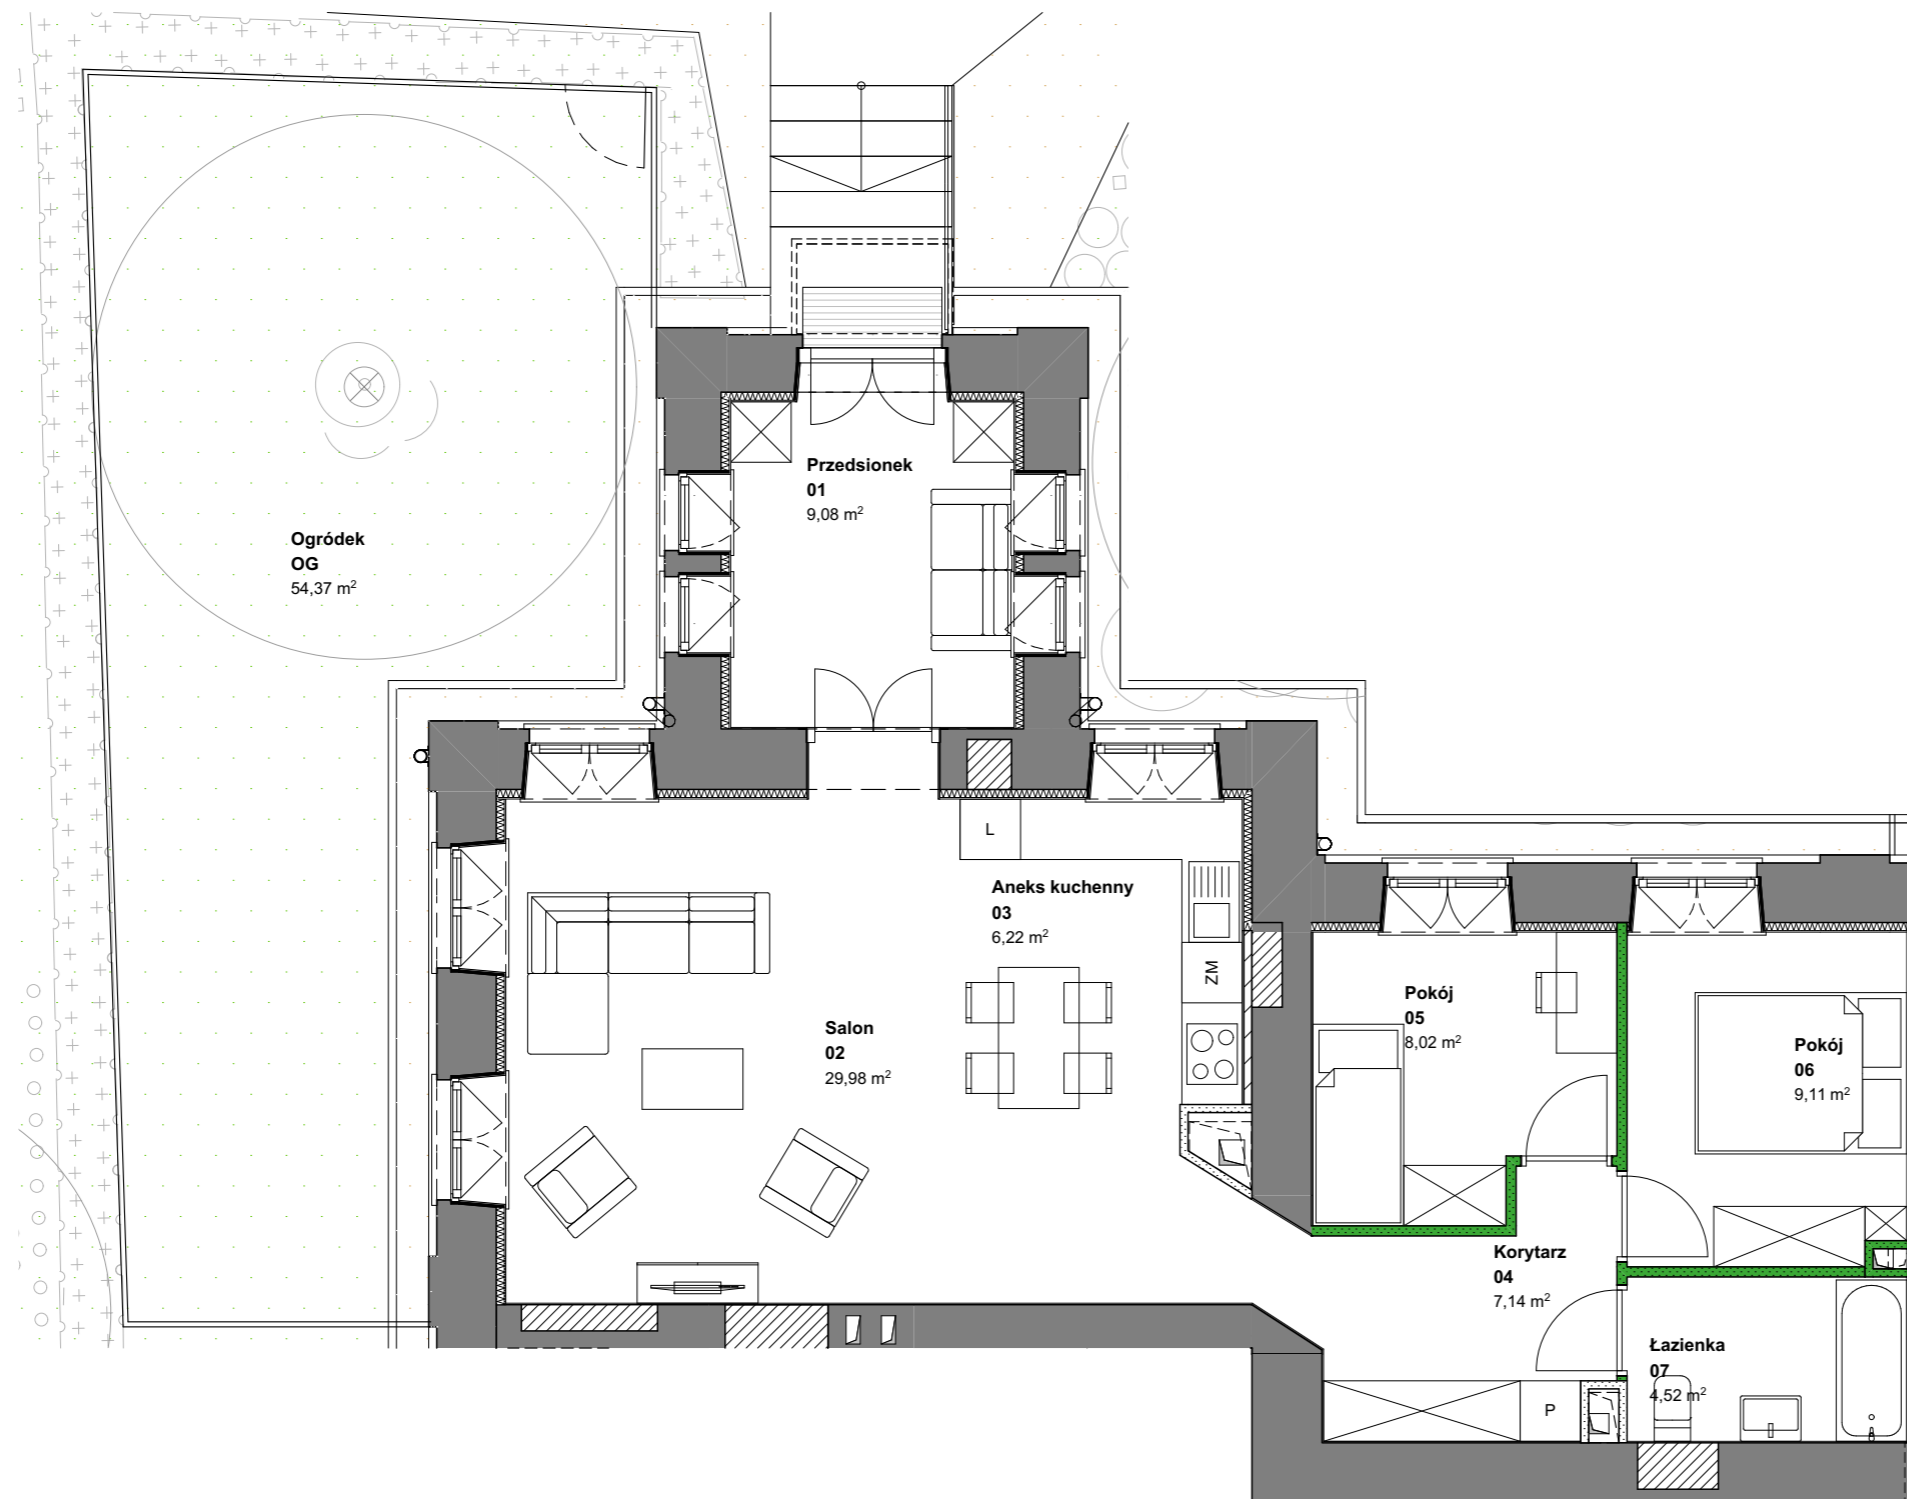 Przedsionek
01
9,08 m²
Ogródek
OG
54,37 m²
L
Aneks kuchenny
03
6,22 m²
ZM
Salon
02
29,98 m²
Pokój
05
8,02 m²
Pokój
06
9,11 m²
Korytarz
04
7,14 m²
Łazienka
07
4,52 m²
P